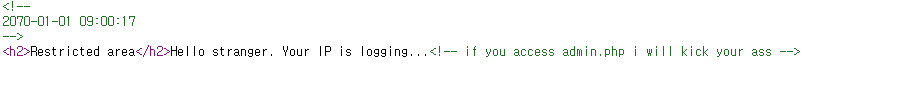 <!--
2070-01-01 09:00:17
-->
<h2>Restricted area</h2>Hello stranger. Your IP is logging...<!-- if you access admin.php i will kick your ass -->